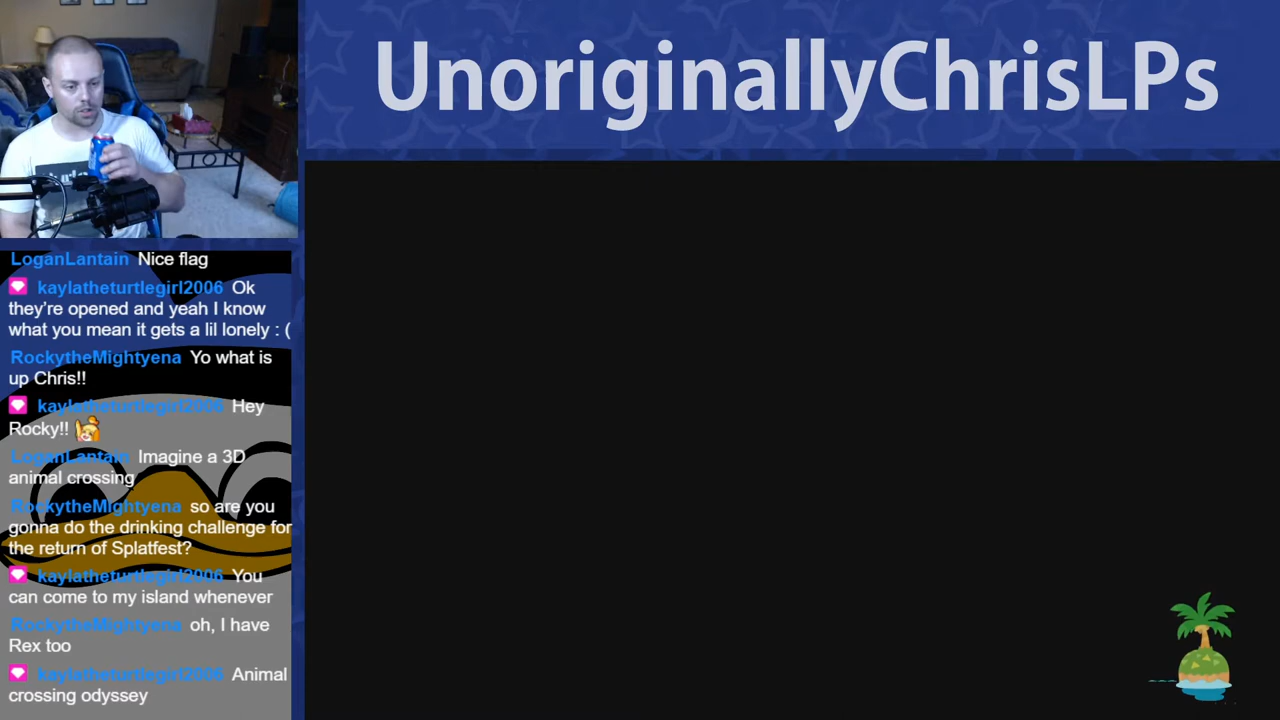 UnoriginallyChrisLPs
LoganLantain Nice flag
kaylatheturtlegirl2006 Ok
they’re opened and yeah I know
what you mean it gets a lil lonely : (
RockytheMightyena Yo what is
up Chris!!
kaylatheturtlegirl2006 Hey
Rocky!!
LoganLantain Imagine a 3D
animal crossing
RockytheMightyena so are you
gonna do the drinking challenge for
the return of Splatfest?
kaylatheturtlegirl2006 You
can come to my island whenever
RockytheMightyena oh, I have
Rex too
kaylatheturtlegirl2006 Animal
crossing odyssey